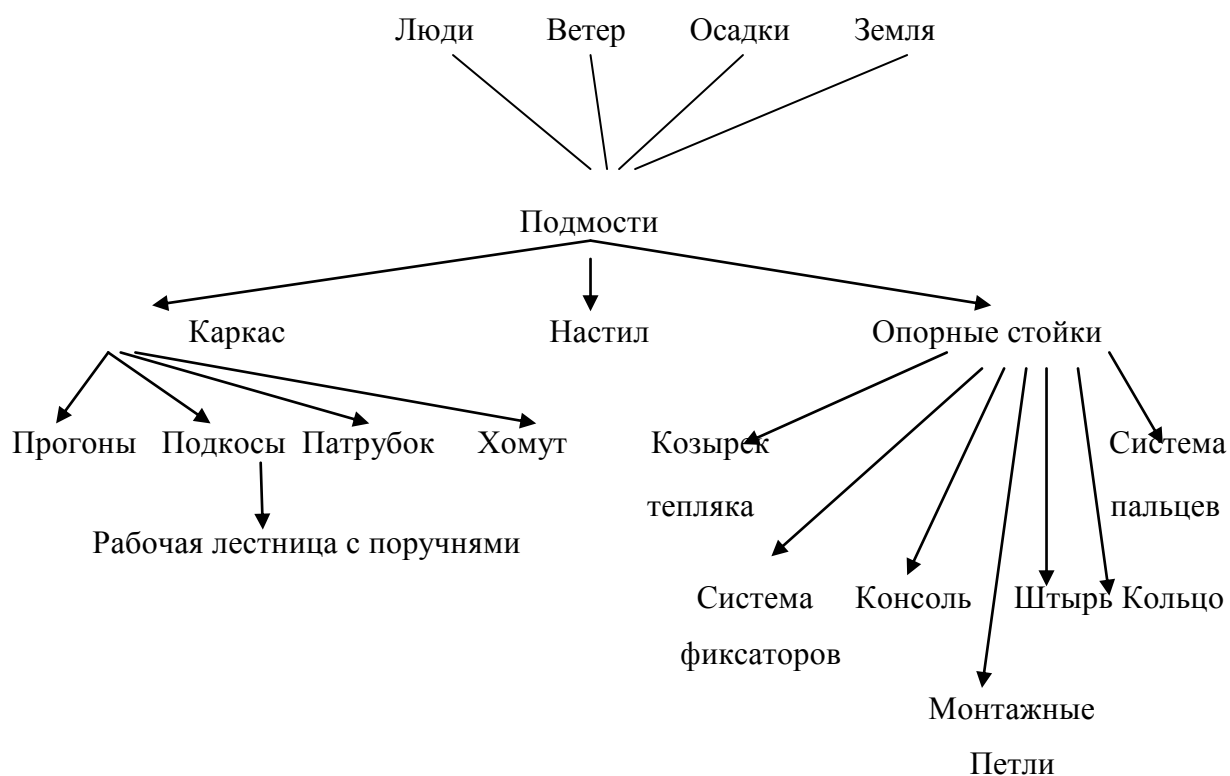 Люди Ветер Осадки Земля
Подмости
Каркас Настил Опорные стойки
Прогоны Подкосы Патрубок Хомут Козырек Система
тепляка пальцев
Рабочая лестница с поручнями
Система Консоль Штырь Кольцо
фиксаторов
Монтажные
Петли